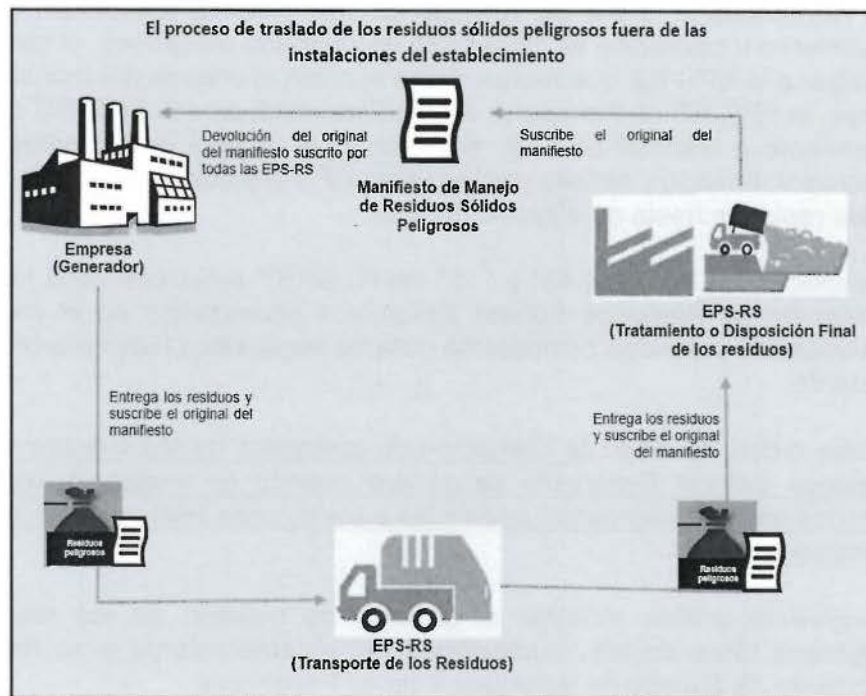 El proceso de traslado de los residuos sólidos peligrosos fuera de las
instalaciones del establecimiento
Devolución del original
del manifiesto suscrito por
todas las EPS-RS
Suscribe el original del
manifiesto
Manifiesto de Manejo
de Residuos Sólidos
Peligrosos
Empresa
(Generador)
EPS-RS
(Tratamiento o Disposición Final
de los residuos)
Entrega los residuos y
suscribe el original del
manifiesto
Entrega los residuos
y suscribe el original
del manifiesto
Residuos
peligrosos
Residuos
peligrosos
EPS-RS
(Transporte de los Residuos)